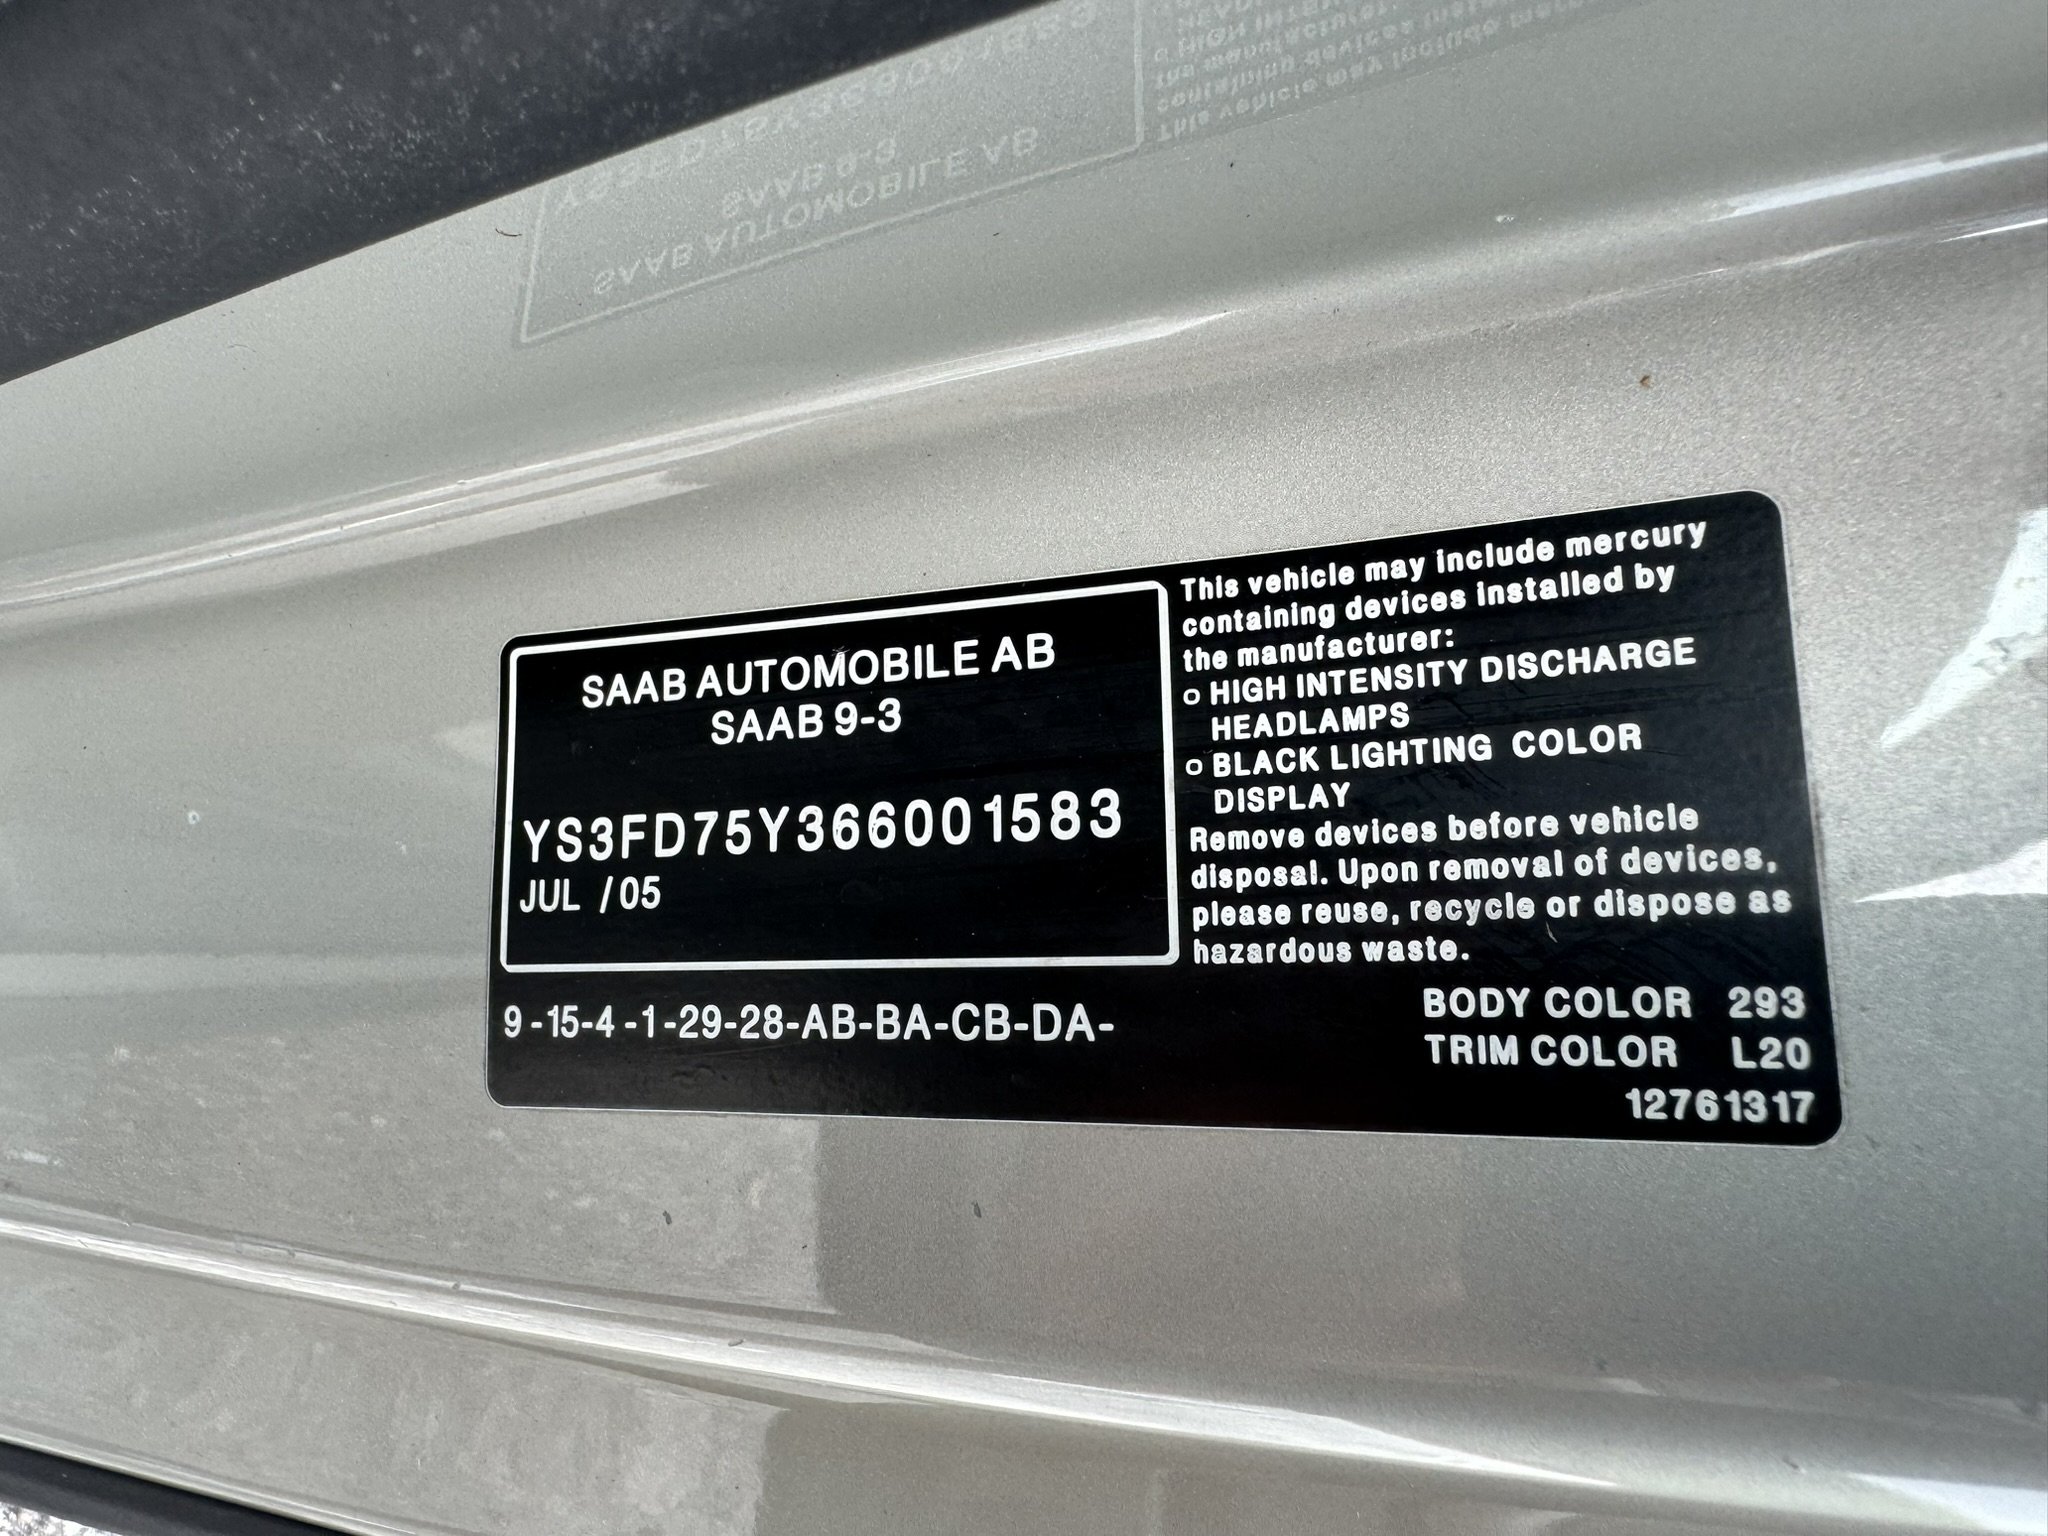 SAAB AUTOMOBILE AB
SAAB 9-3
YS3FD75Y366001583
JUL /05
This vehicle may include mercury
containing devices installed by
the manufacturer:
o HIGH INTENSITY DISCHARGE
HEADLAMPS
o BLACK LIGHTING COLOR
DISPLAY
Remove devices before vehicle
disposal. Upon removal of devices,
please reuse, recycle or dispose as
hazardous waste.
9-15-4-1-29-28-AB-BA-CB-DA-
BODY COLOR 293
TRIM COLOR L20
12761317